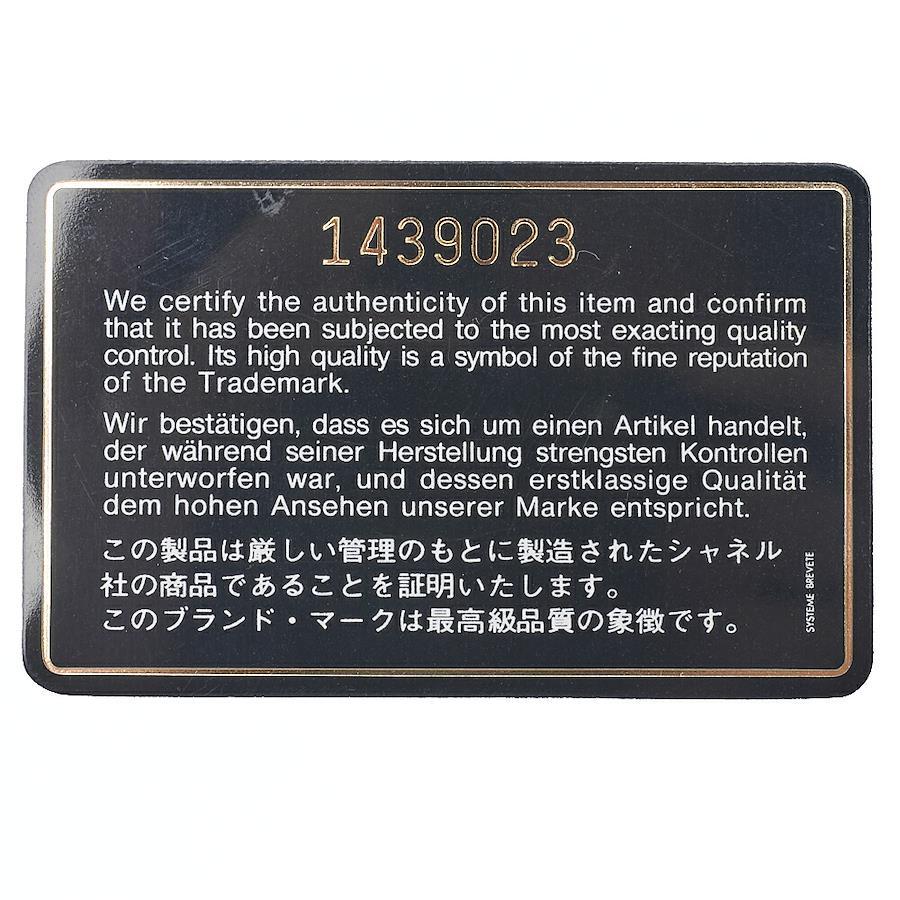 1439023
We certify the authenticity of this item and confirm
that it has been subjected to the most exacting quality
control. Its high quality is a symbol of the fine reputation
of the Trademark.
Wir bestätigen, dass es sich um einen Artikel handelt,
der während seiner Herstellung strengsten Kontrollen
unterworfen war, und dessen erstklassige Qualität
dem hohen Ansehen unserer Marke entspricht.
この製品は厳しい管理のもとに製造されたシャネル
社の商品であることを証明いたします。
このブランド・マークは最高級品質の象徴です。
SYSTEME BREVETE